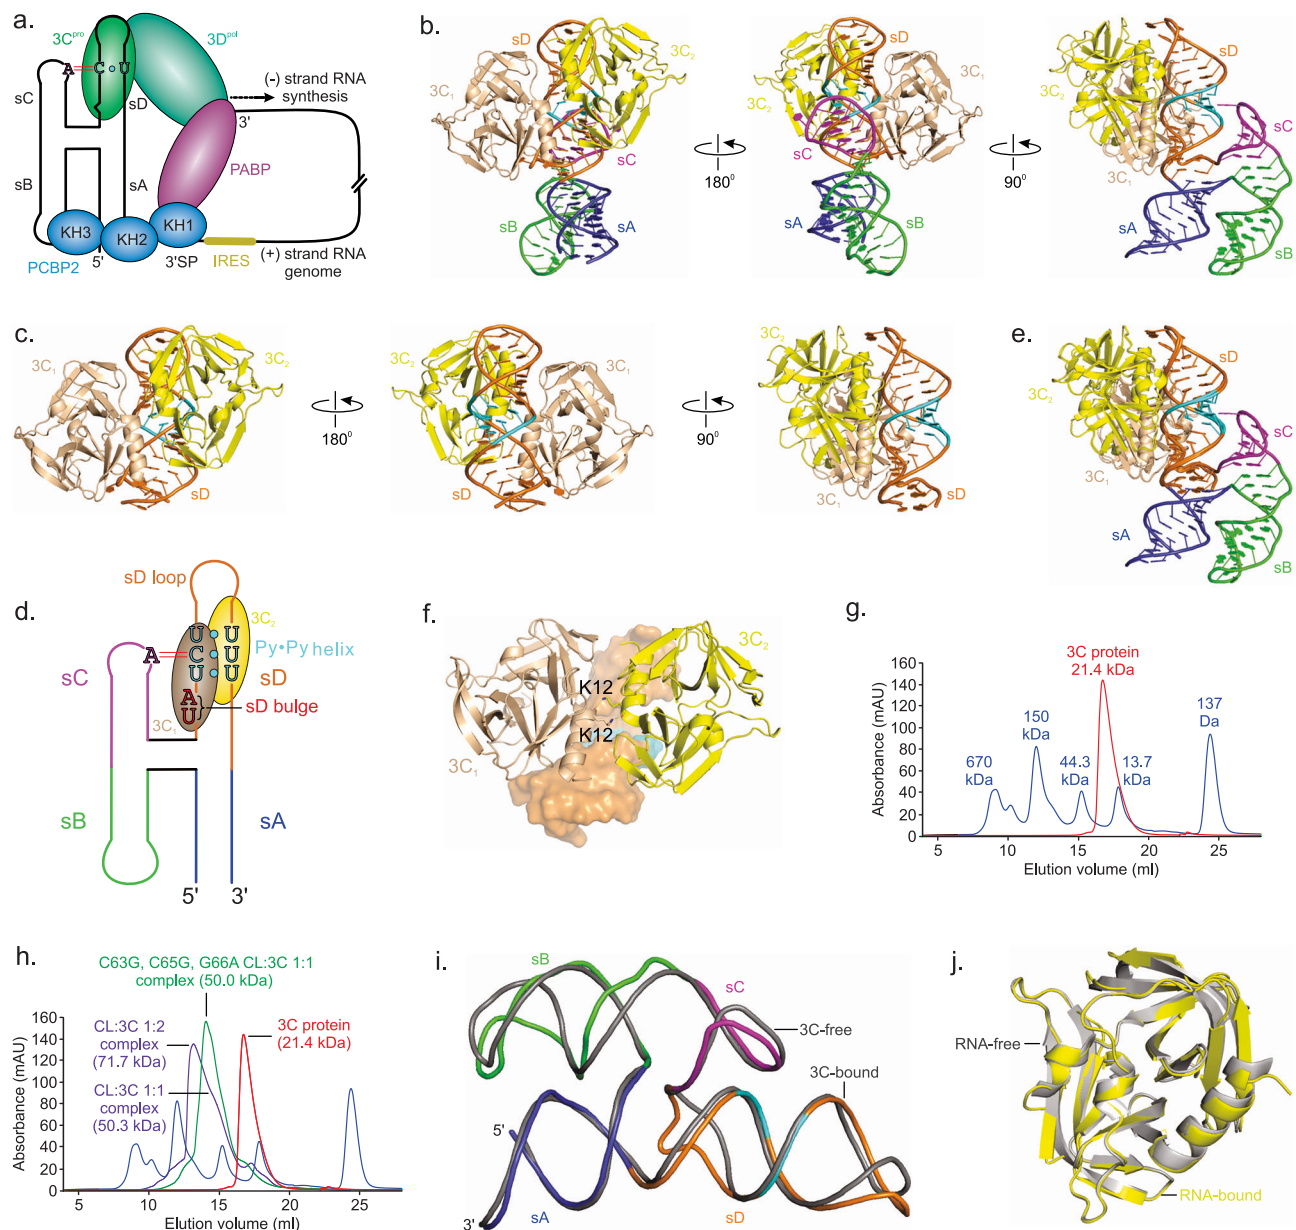 a.
3Cpro
3Dpol
A C U
sC
sD
(-) strand RNA
synthesis
3'
PABP
sB
sA
KH3
KH2
KH1
PCBP2
5'
3'SP
IRES
(+) strand RNA
genome
b.
sD
3C2
3C1
sC
sB
sA
180⁰
3C2
sD
3C1
sC
sA
sB
90⁰
3C2
sD
sC
3C1
sA
sB
c.
3C1
3C2
sD
180⁰
3C2
3C1
sD
90⁰
3C2
3C1
sD
e.
3C2
sD
sC
3C1
sA
sB
d.
sD loop
3C2
U U
A C U
U U
Py•Py helix
sC
sD
A
U
sD bulge
3C1
sB
sA
5'
3'
f.
3C2
K12
K12
3C1
g.
3C protein
21.4 kDa
Absorbance (mAU)
160
140
120
100
80
60
40
20
0
670
kDa
150
kDa
44.3
kDa
13.7
kDa
137
Da
5 10 15 20 25
Elution volume (ml)
h.
C63G, C65G, G66A CL:3C 1:1
complex (50.0 kDa)
CL:3C 1:2
complex
(71.7 kDa)
CL:3C 1:1
complex
(50.3 kDa)
3C protein
(21.4 kDa)
Absorbance (mAU)
160
140
120
100
80
60
40
20
0
5 10 15 20 25
Elution volume (ml)
i.
sB
sC
3C-free
3C-bound
5'
3'
sA
sD
j.
RNA-free
RNA-bound